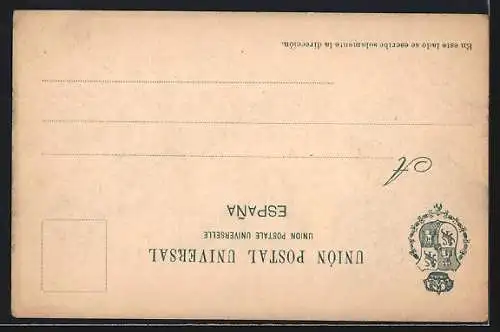 UNIÓN POSTAL UNIVERSAL
UNION POSTALE UNIVERSELLE
ESPAÑA
A
En este lado se escribe solamente la dirección.